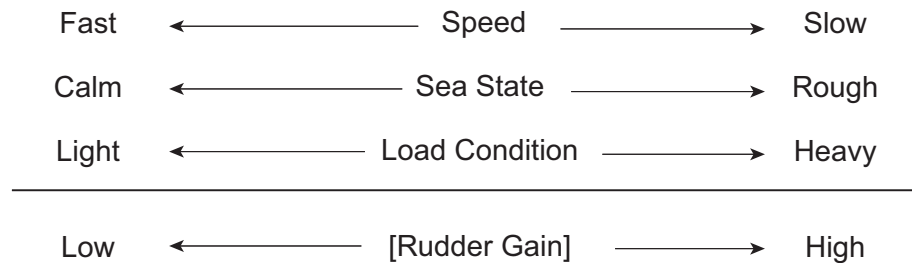 Fast Speed Slow
Calm Sea State Rough
Light Load Condition Heavy
Low [Rudder Gain] High